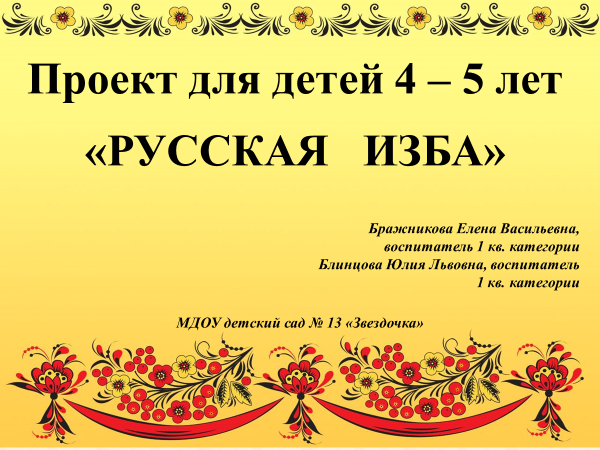 Проект для детей 4 – 5 лет
«РУССКАЯ ИЗБА»
Бражникова Елена Васильевна,
воспитатель 1 кв. категории
Блинцова Юлия Львовна, воспитатель
1 кв. категории
МДОУ детский сад № 13 «Звездочка»